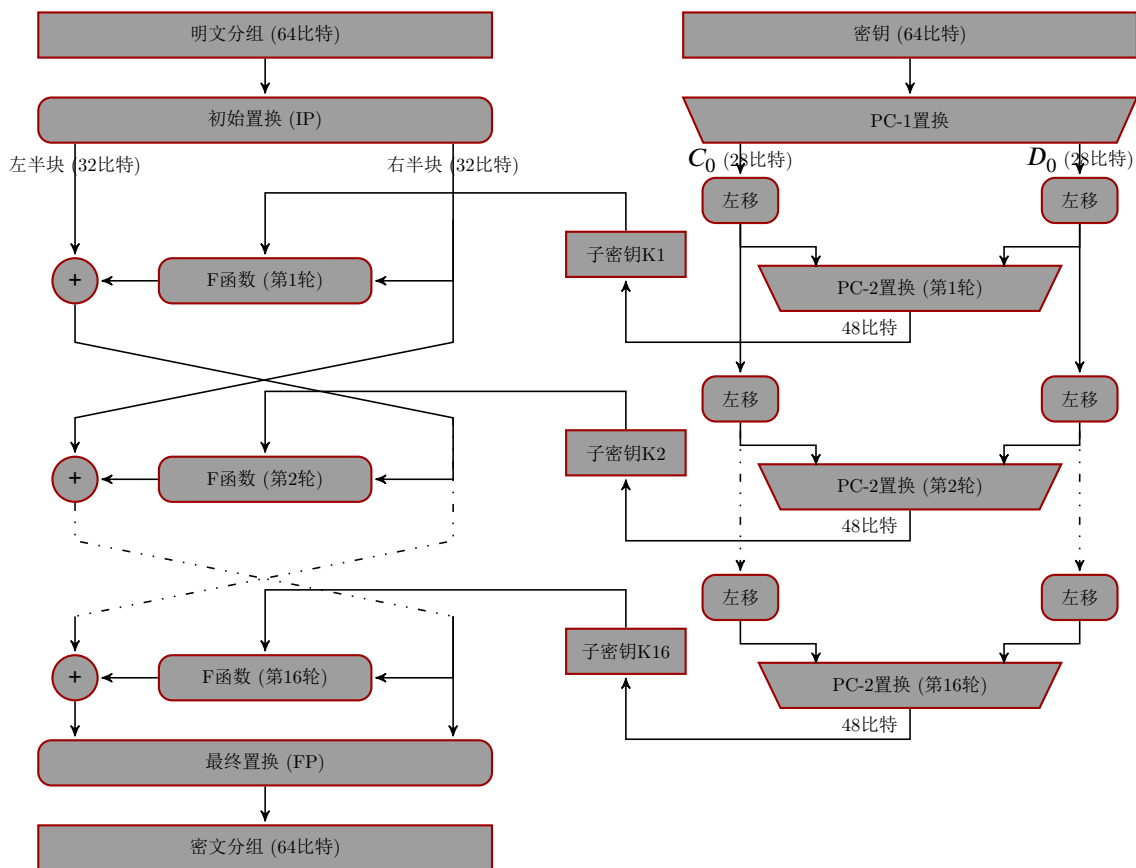 明文分组 (64比特)
密钥 (64比特)
初始置换 (IP)
PC-1置换
左半块 (32比特)
右半块 (32比特)
C0 (28比特)
D0 (28比特)
左移
左移
子密钥K1
+
F函数 (第1轮)
PC-2置换 (第1轮)
48比特
左移
左移
子密钥K2
+
F函数 (第2轮)
PC-2置换 (第2轮)
48比特
左移
左移
子密钥K16
+
F函数 (第16轮)
PC-2置换 (第16轮)
48比特
最终置换 (FP)
密文分组 (64比特)